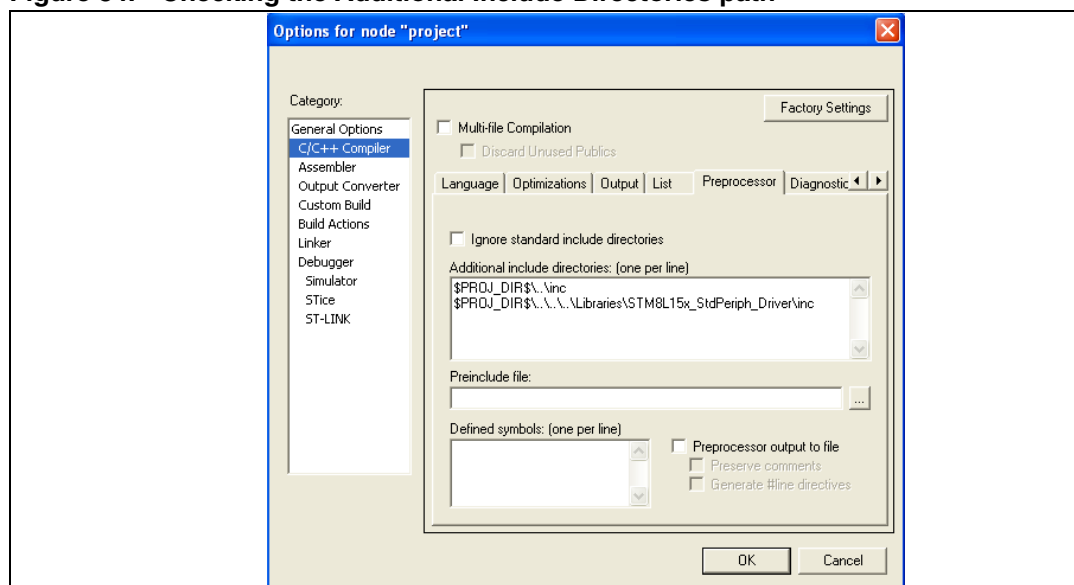 Options for node "project"
Category:
Factory Settings
General Options
C/C++ Compiler
Assembler
Output Converter
Custom Build
Build Actions
Linker
Debugger
Simulator
STice
ST-LINK
Multi-file Compilation
Discard Unused Publics
Language Optimizations Output List Preprocessor Diagnostic
Ignore standard include directories
Additional include directories: (one per line)
$PROJ_DIR$\..\inc
$PROJ_DIR$\..\..\..\Libraries\STM8L15x_StdPeriph_Driver\inc
Preinclude file:
...
Defined symbols: (one per line)
Preprocessor output to file
Preserve comments
Generate #line directives
OK Cancel